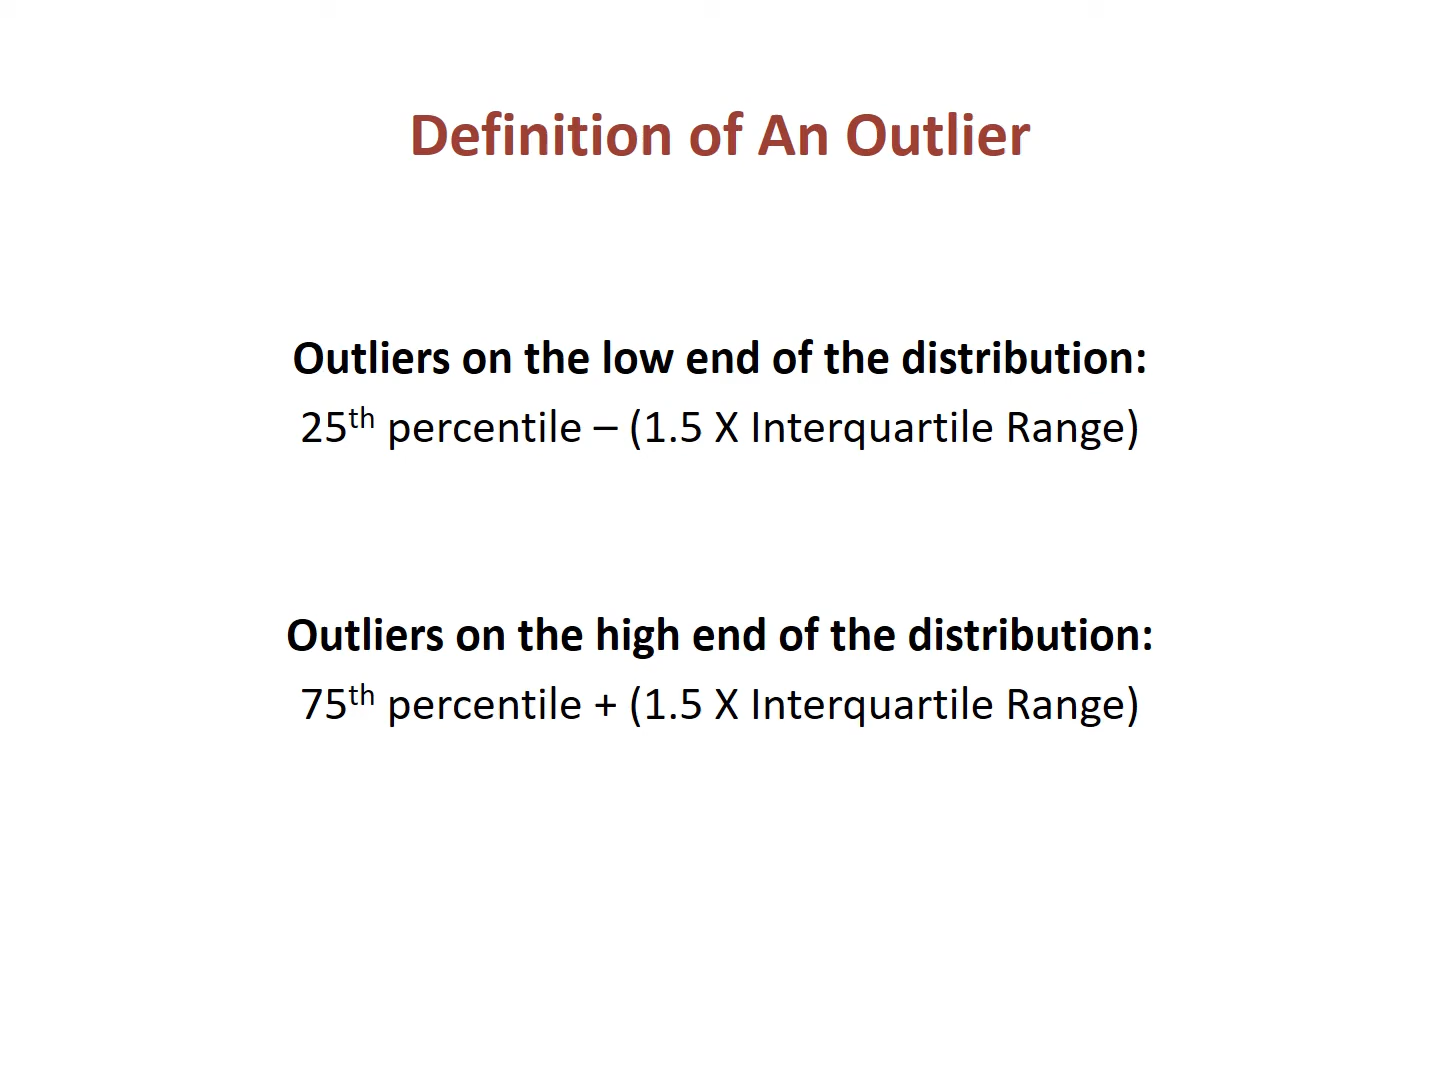 Definition of An Outlier
Outliers on the low end of the distribution:
25th percentile – (1.5 X Interquartile Range)
Outliers on the high end of the distribution:
75th percentile + (1.5 X Interquartile Range)